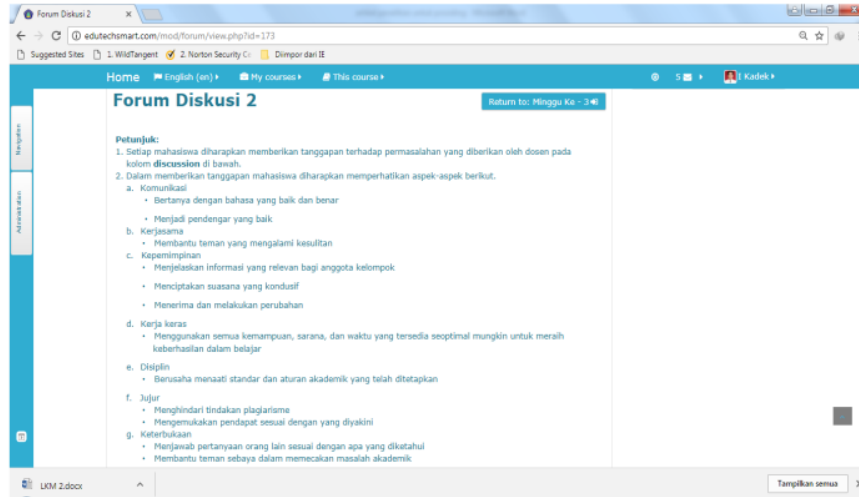 Forum Diskusi 2
edutechsmart.com/mod/forum/view.php?id=173
Suggested Sites 1. WildTangent 2. Norton Security Diimpor dari IE
Home English (en) My courses This course 5 I Kadek
Forum Diskusi 2
Return to: Minggu Ke - 3
Navigation
Administration
Petunjuk:
1. Setiap mahasiswa diharapkan memberikan tanggapan terhadap permasalahan yang diberikan oleh dosen pada
kolom discussion di bawah.
2. Dalam memberikan tanggapan mahasiswa diharapkan memperhatikan aspek-aspek berikut.
a. Komunikasi
• Bertanya dengan bahasa yang baik dan benar
• Menjadi pendengar yang baik
b. Kerjasama
• Membantu teman yang mengalami kesulitan
c. Kepemimpinan
• Menjelaskan informasi yang relevan bagi anggota kelompok
• Menciptakan suasana yang kondusif
• Menerima dan melakukan perubahan
d. Kerja keras
• Menggunakan semua kemampuan, sarana, dan waktu yang tersedia seoptimal mungkin untuk meraih
keberhasilan dalam belajar
e. Disiplin
• Berusaha menaati standar dan aturan akademik yang telah ditetapkan
f. Jujur
• Menghindari tindakan plagiarisme
• Mengemukakan pendapat sesuai dengan yang diyakini
g. Keterbukaan
• Menjawab pertanyaan orang lain sesuai dengan apa yang diketahui
• Membantu teman sebaya dalam memecakan masalah akademik
LKM 2.docx
Tampilkan semua